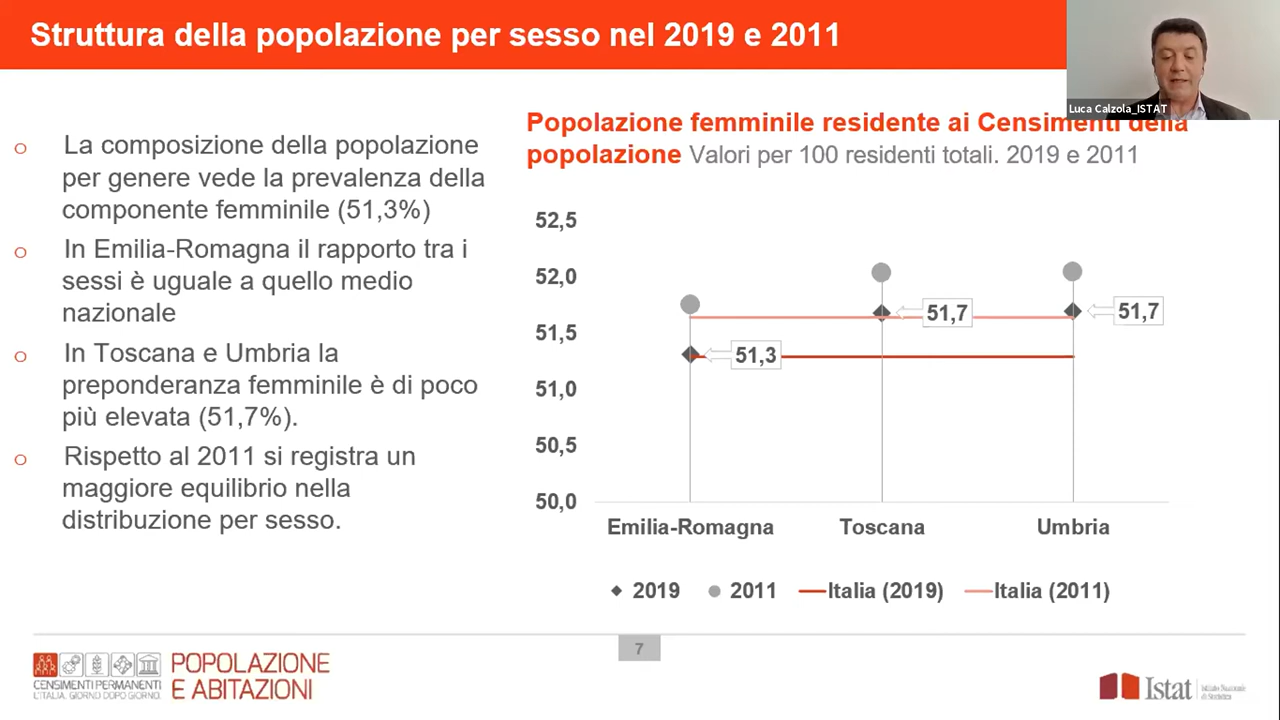 Struttura della popolazione per sesso nel 2019 e 2011
Luca Calzola_ISTAT
La composizione della popolazione
per genere vede la prevalenza della
componente femminile (51,3%)
In Emilia-Romagna il rapporto tra i
sessi è uguale a quello medio
nazionale
In Toscana e Umbria la
preponderanza femminile è di poco
più elevata (51,7%).
Rispetto al 2011 si registra un
maggiore equilibrio nella
distribuzione per sesso.
Popolazione femminile residente ai Censimenti della
popolazione Valori per 100 residenti totali. 2019 e 2011
52,5
52,0
51,5
51,0
50,5
50,0
51,3
51,7
51,7
Emilia-Romagna Toscana Umbria
2019 2011 Italia (2019) Italia (2011)
7
CENSIMENTI PERMANENTI
L'ITALIA. GIORNO DOPO GIORNO.
POPOLAZIONE
E ABITAZIONI
Istat
Istituto Nazionale
di Statistica